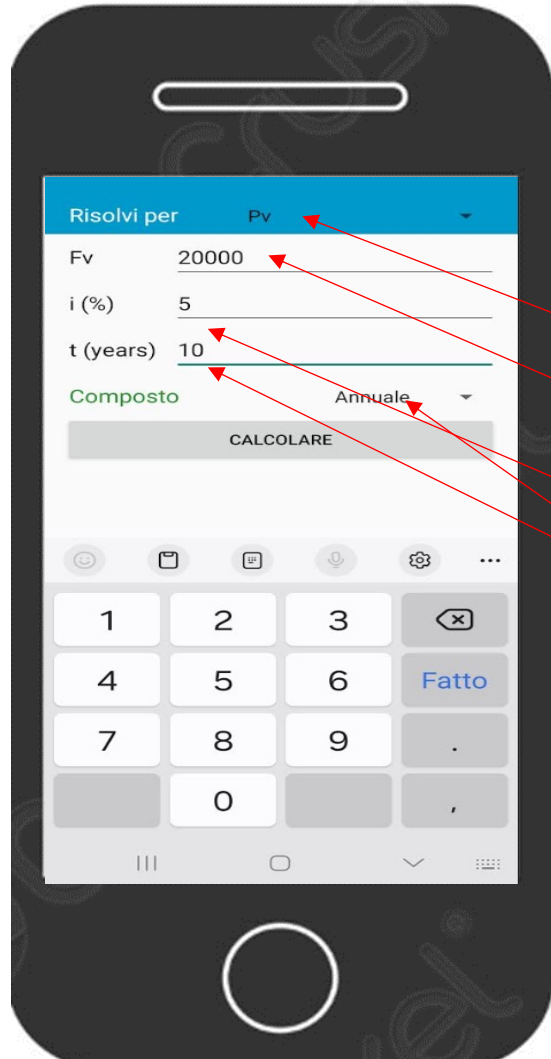 Risolvi per Pv
Fv 20000
i (%) 5
t (years) 10
Composto Annuale
CALCOLARE
1 2 3
4 5 6 Fatto
7 8 9 .
0 ,